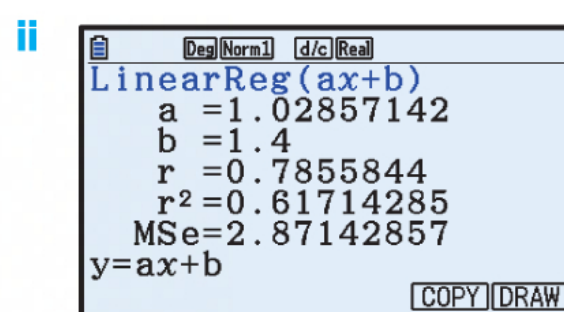 ii
Deg Norm1 d/c Real
LinearReg(ax+b)
a =1.02857142
b =1.4
r =0.7855844
r²=0.61714285
MSe=2.87142857
y=ax+b
COPY DRAW